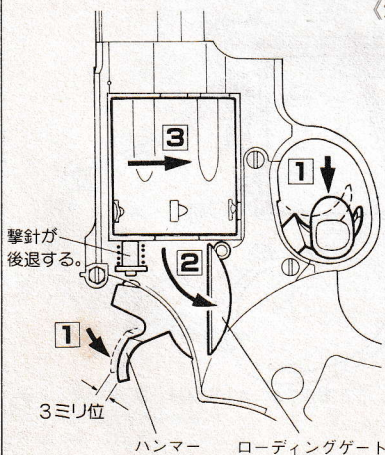 3
1
撃針が
後退する。
2
1
3ミリ位
ハンマー
ローディングゲート